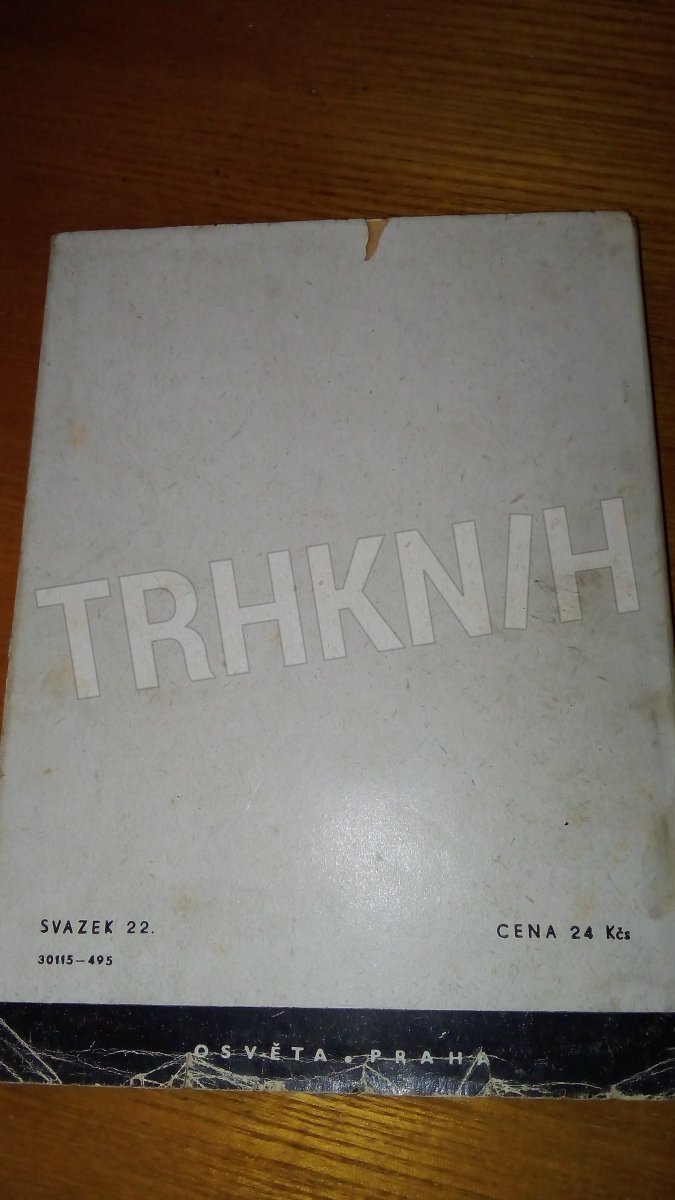 TRHKNIH
SVAZEK 22.
CENA 24 Kčs
30115—495
OSVĚTA • PRAHA